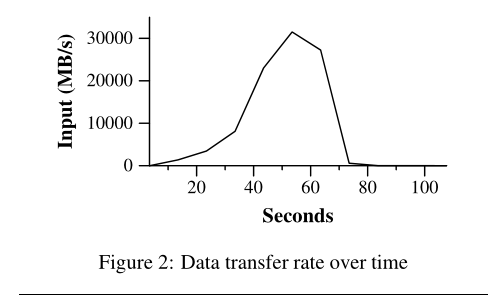 30000
20000
10000
0
Input (MB/s)
20 40 60 80 100
Seconds
Figure 2: Data transfer rate over time